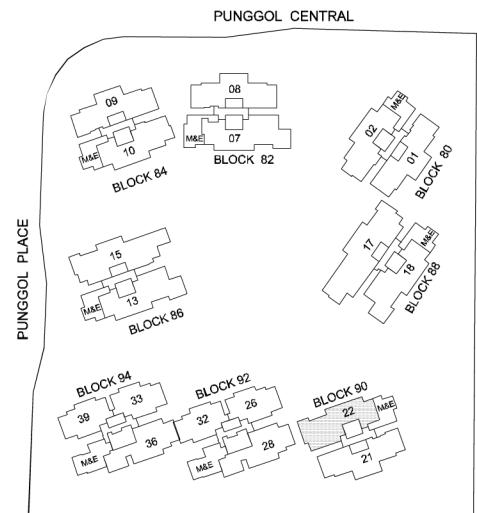 PUNGGOL CENTRAL
PUNGGOL PLACE
09
10
M&E
BLOCK 84
08
07
M&E
BLOCK 82
02
01
M&E
BLOCK 80
17
18
M&E
BLOCK 88
15
13
M&E
BLOCK 86
BLOCK 94
39
33
36
M&E
BLOCK 92
32
26
28
M&E
BLOCK 90
22
21
M&E